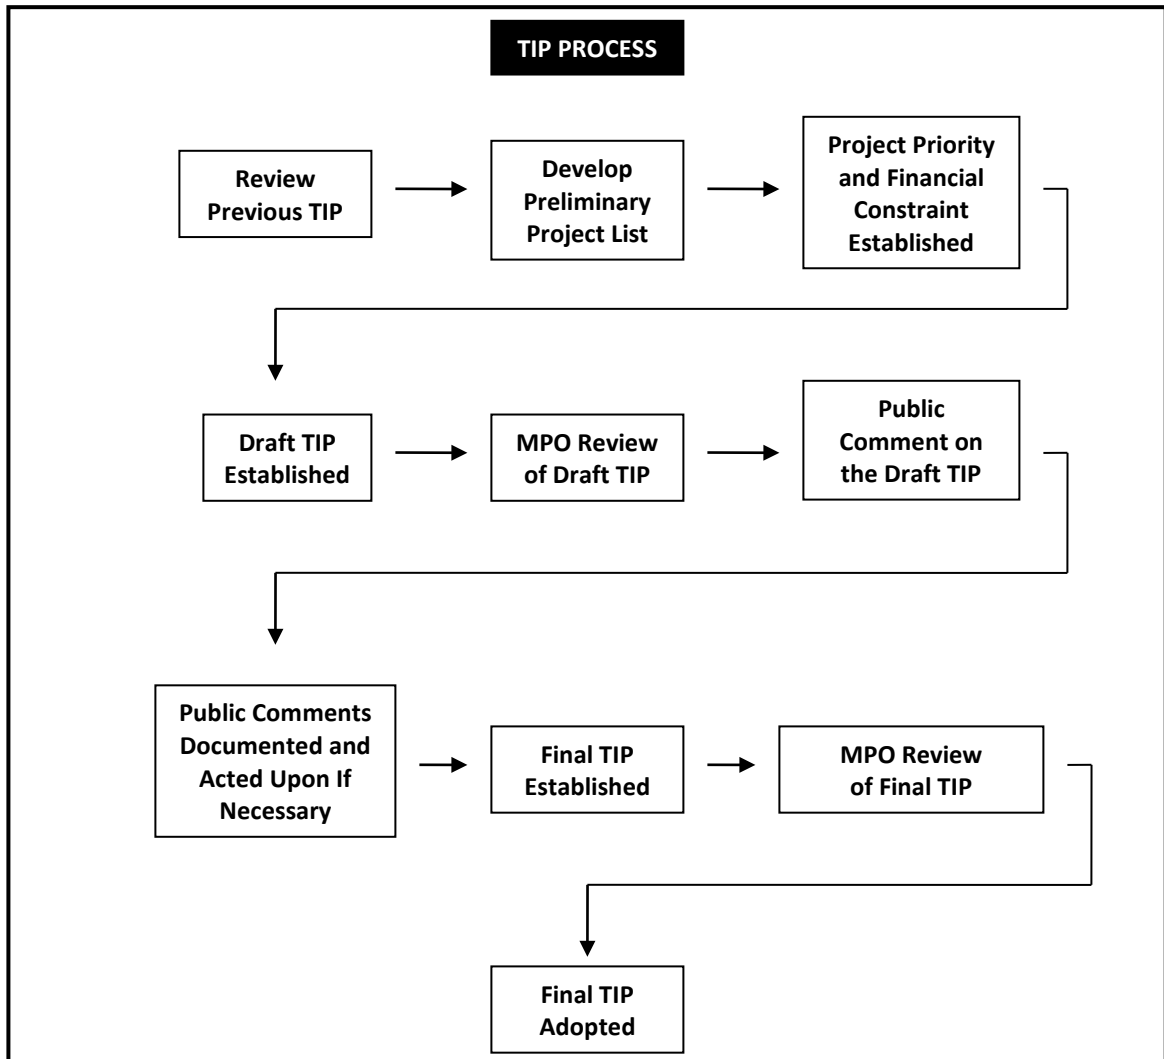 TIP PROCESS
Review
Previous TIP
Develop
Preliminary
Project List
Project Priority
and Financial
Constraint
Established
Draft TIP
Established
MPO Review
of Draft TIP
Public
Comment on
the Draft TIP
Public Comments
Documented and
Acted Upon If
Necessary
Final TIP
Established
MPO Review
of Final TIP
Final TIP
Adopted